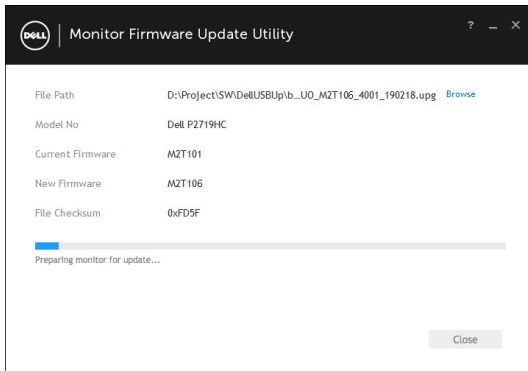 DELL Monitor Firmware Update Utility ? _ ×
File Path D:\Project\SW\DellUSBUp\b...UO_M2T106_4001_190218.upg Browse
Model No Dell P2719HC
Current Firmware M2T101
New Firmware M2T106
File Checksum 0xFD5F
Preparing monitor for update...
Close